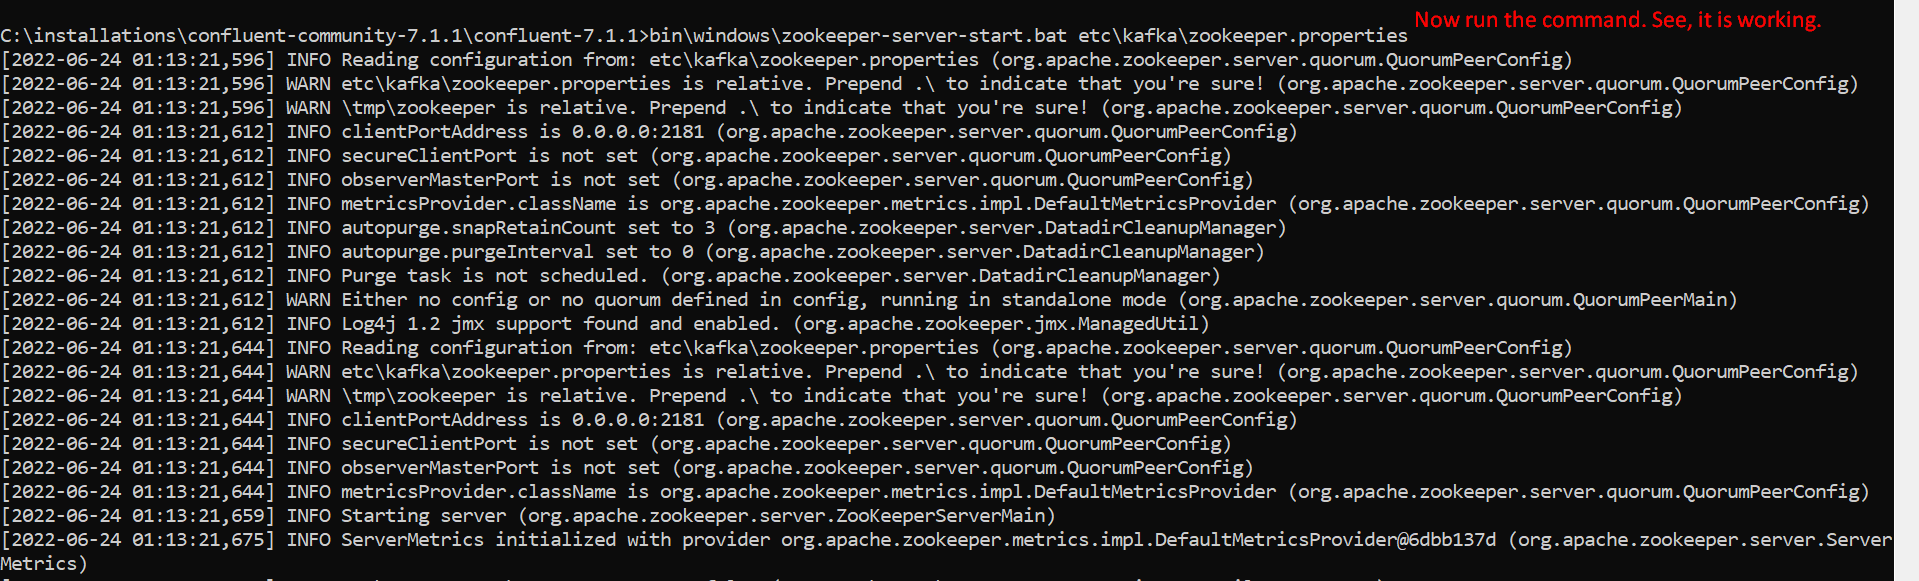 Now run the command. See, it is working.
C:\installations\confluent-community-7.1.1\confluent-7.1.1>bin\windows\zookeeper-server-start.bat etc\kafka\zookeeper.properties
[2022-06-24 01:13:21,596] INFO Reading configuration from: etc\kafka\zookeeper.properties (org.apache.zookeeper.server.quorum.QuorumPeerConfig)
[2022-06-24 01:13:21,596] WARN etc\kafka\zookeeper.properties is relative. Prepend .\ to indicate that you're sure! (org.apache.zookeeper.server.quorum.QuorumPeerConfig)
[2022-06-24 01:13:21,596] WARN \tmp\zookeeper is relative. Prepend .\ to indicate that you're sure! (org.apache.zookeeper.server.quorum.QuorumPeerConfig)
[2022-06-24 01:13:21,612] INFO clientPortAddress is 0.0.0.0:2181 (org.apache.zookeeper.server.quorum.QuorumPeerConfig)
[2022-06-24 01:13:21,612] INFO secureClientPort is not set (org.apache.zookeeper.server.quorum.QuorumPeerConfig)
[2022-06-24 01:13:21,612] INFO observerMasterPort is not set (org.apache.zookeeper.server.quorum.QuorumPeerConfig)
[2022-06-24 01:13:21,612] INFO metricsProvider.className is org.apache.zookeeper.metrics.impl.DefaultMetricsProvider (org.apache.zookeeper.server.quorum.QuorumPeerConfig)
[2022-06-24 01:13:21,612] INFO autopurge.snapRetainCount set to 3 (org.apache.zookeeper.server.DatadirCleanupManager)
[2022-06-24 01:13:21,612] INFO autopurge.purgeInterval set to 0 (org.apache.zookeeper.server.DatadirCleanupManager)
[2022-06-24 01:13:21,612] INFO Purge task is not scheduled. (org.apache.zookeeper.server.DatadirCleanupManager)
[2022-06-24 01:13:21,612] WARN Either no config or no quorum defined in config, running in standalone mode (org.apache.zookeeper.server.quorum.QuorumPeerMain)
[2022-06-24 01:13:21,612] INFO Log4j 1.2 jmx support found and enabled. (org.apache.zookeeper.jmx.ManagedUtil)
[2022-06-24 01:13:21,644] INFO Reading configuration from: etc\kafka\zookeeper.properties (org.apache.zookeeper.server.quorum.QuorumPeerConfig)
[2022-06-24 01:13:21,644] WARN etc\kafka\zookeeper.properties is relative. Prepend .\ to indicate that you're sure! (org.apache.zookeeper.server.quorum.QuorumPeerConfig)
[2022-06-24 01:13:21,644] WARN \tmp\zookeeper is relative. Prepend .\ to indicate that you're sure! (org.apache.zookeeper.server.quorum.QuorumPeerConfig)
[2022-06-24 01:13:21,644] INFO clientPortAddress is 0.0.0.0:2181 (org.apache.zookeeper.server.quorum.QuorumPeerConfig)
[2022-06-24 01:13:21,644] INFO secureClientPort is not set (org.apache.zookeeper.server.quorum.QuorumPeerConfig)
[2022-06-24 01:13:21,644] INFO observerMasterPort is not set (org.apache.zookeeper.server.quorum.QuorumPeerConfig)
[2022-06-24 01:13:21,644] INFO metricsProvider.className is org.apache.zookeeper.metrics.impl.DefaultMetricsProvider (org.apache.zookeeper.server.quorum.QuorumPeerConfig)
[2022-06-24 01:13:21,659] INFO Starting server (org.apache.zookeeper.server.ZooKeeperServerMain)
[2022-06-24 01:13:21,675] INFO ServerMetrics initialized with provider org.apache.zookeeper.metrics.impl.DefaultMetricsProvider@6dbb137d (org.apache.zookeeper.server.Server
Metrics)